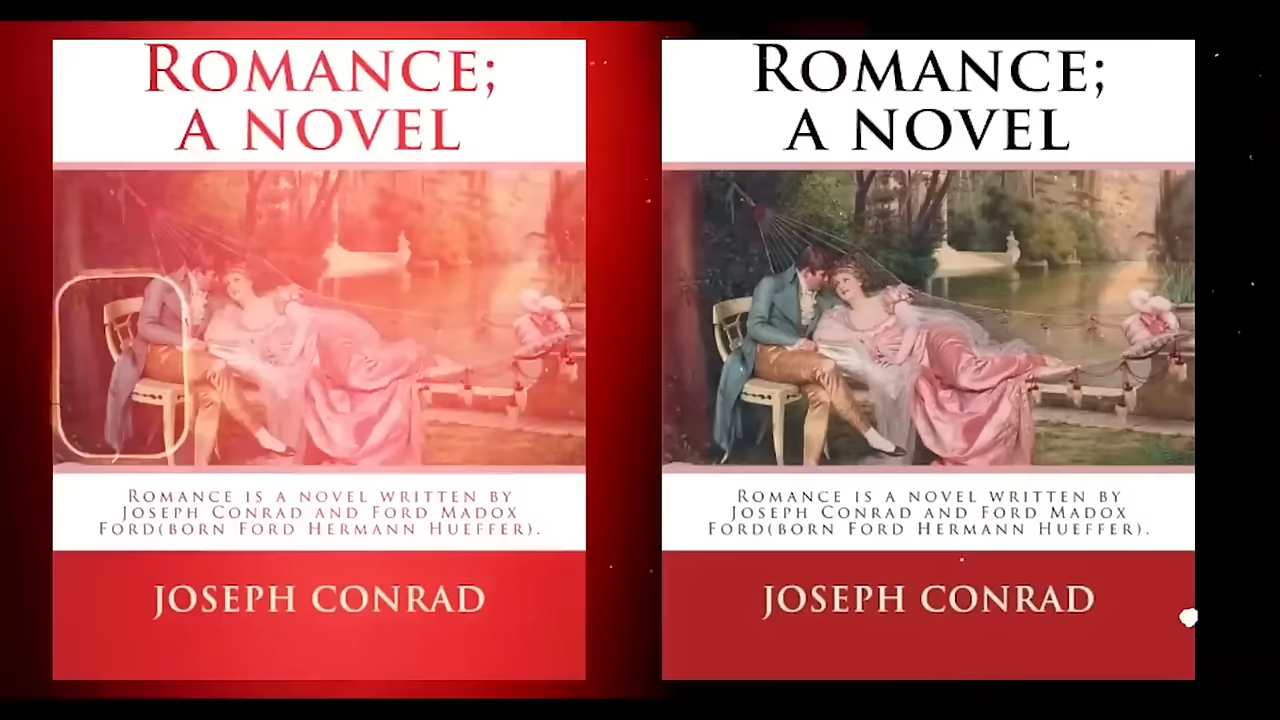 ROMANCE;
A NOVEL
ROMANCE IS A NOVEL WRITTEN BY
JOSEPH CONRAD AND FORD MADOX
FORD(BORN FORD HERMANN HUEFFER).
JOSEPH CONRAD
ROMANCE;
A NOVEL
ROMANCE IS A NOVEL WRITTEN BY
JOSEPH CONRAD AND FORD MADOX
FORD(BORN FORD HERMANN HUEFFER).
JOSEPH CONRAD